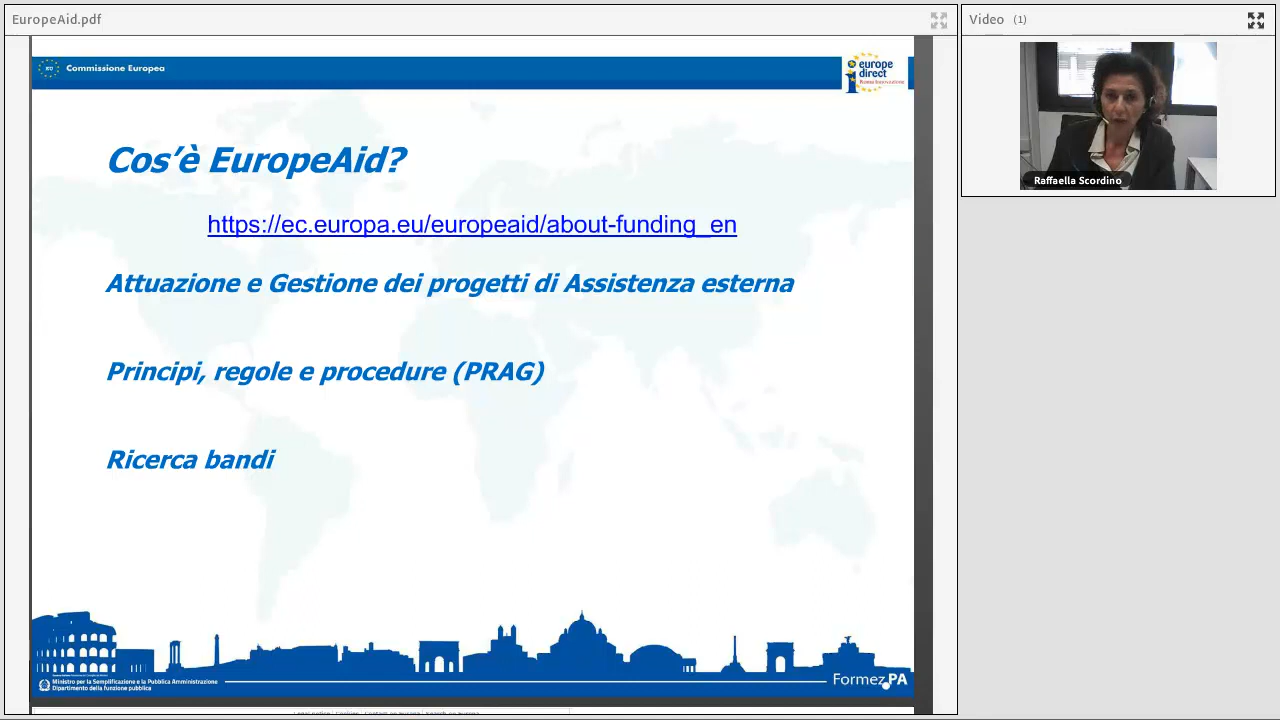 EuropeAid.pdf
Video (1)
Commissione Europea
europe
direct
Roma Innovazione
Raffaella Scordino
Cos’è EuropeAid?
https://ec.europa.eu/europeaid/about-funding_en
Attuazione e Gestione dei progetti di Assistenza esterna
Principi, regole e procedure (PRAG)
Ricerca bandi
Ministro per la Semplificazione e la Pubblica Amministrazione
Dipartimento della funzione pubblica
FormezPA